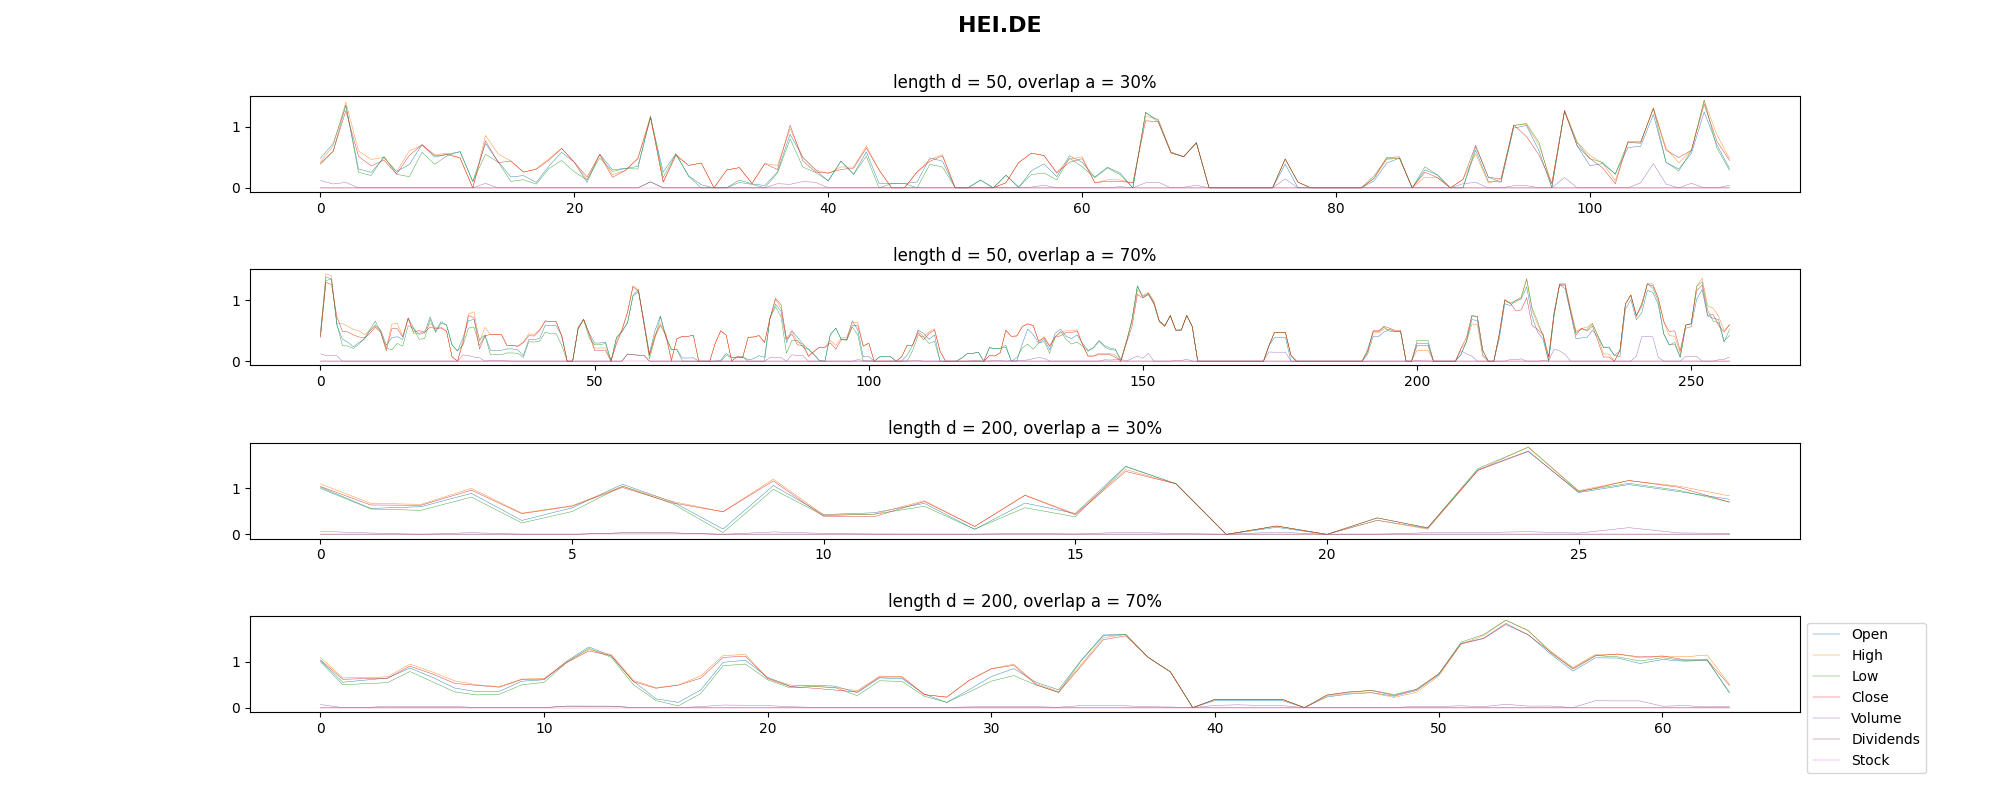 HEI.DE
length d = 50, overlap a = 30%
1
0
0 20 40 60 80 100
length d = 50, overlap a = 70%
1
0
0 50 100 150 200 250
length d = 200, overlap a = 30%
1
0
0 5 10 15 20 25
length d = 200, overlap a = 70%
1
0
0 10 20 30 40 50 60
Open
High
Low
Close
Volume
Dividends
Stock